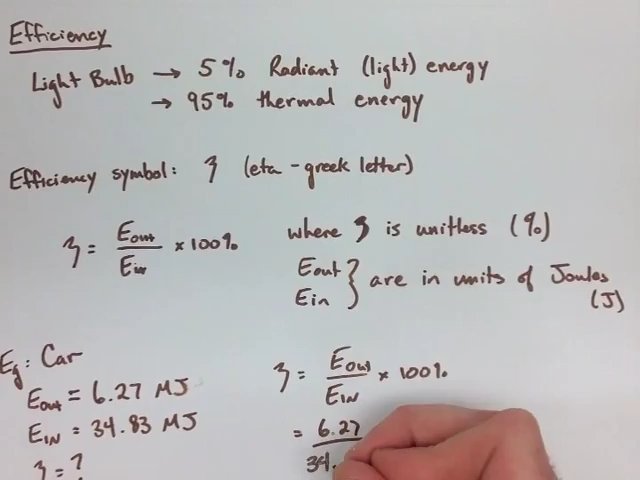 Efficiency
Light Bulb → 5% Radiant (light) energy
→ 95% thermal energy
Efficiency symbol: η (eta - greek letter)
η = Eout/Ein × 100% where η is unitless (%)
Eout
Ein } are in units of Joules (J)
Eg: Car
Eout = 6.27 MJ
EIN = 34.83 MJ
η = ?
η = Eout/EIN × 100%
= 6.27/34.